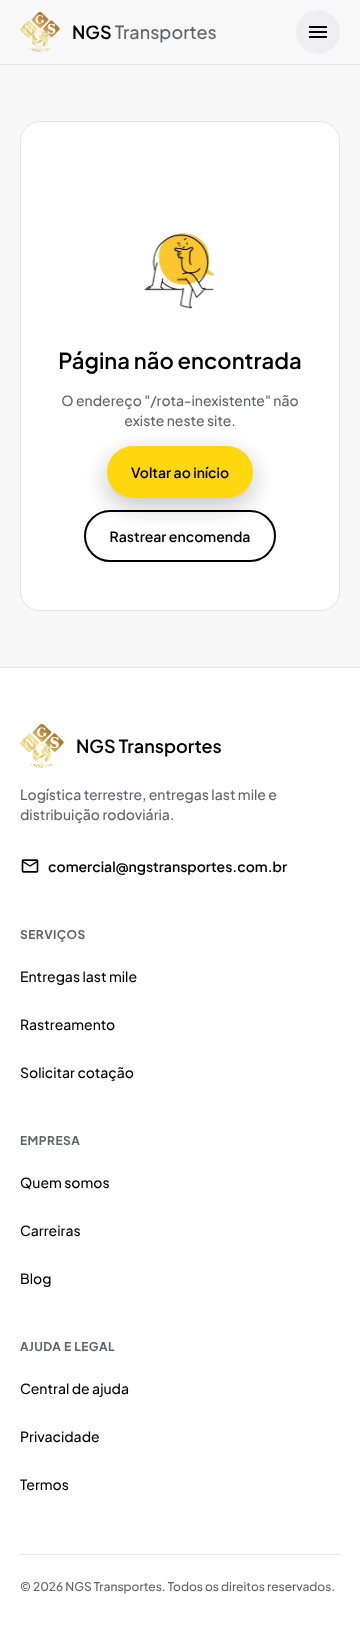 NGS Transportes
Página não encontrada
O endereço "/rota-inexistente" não
existe neste site.
Voltar ao início
Rastrear encomenda
NGS
NGS Transportes
Logística terrestre, entregas last mile e
distribuição rodoviária.
comercial@ngstransportes.com.br
SERVIÇOS
Entregas last mile
Rastreamento
Solicitar cotação
EMPRESA
Quem somos
Carreiras
Blog
AJUDA E LEGAL
Central de ajuda
Privacidade
Termos
© 2026 NGS Transportes. Todos os direitos reservados.